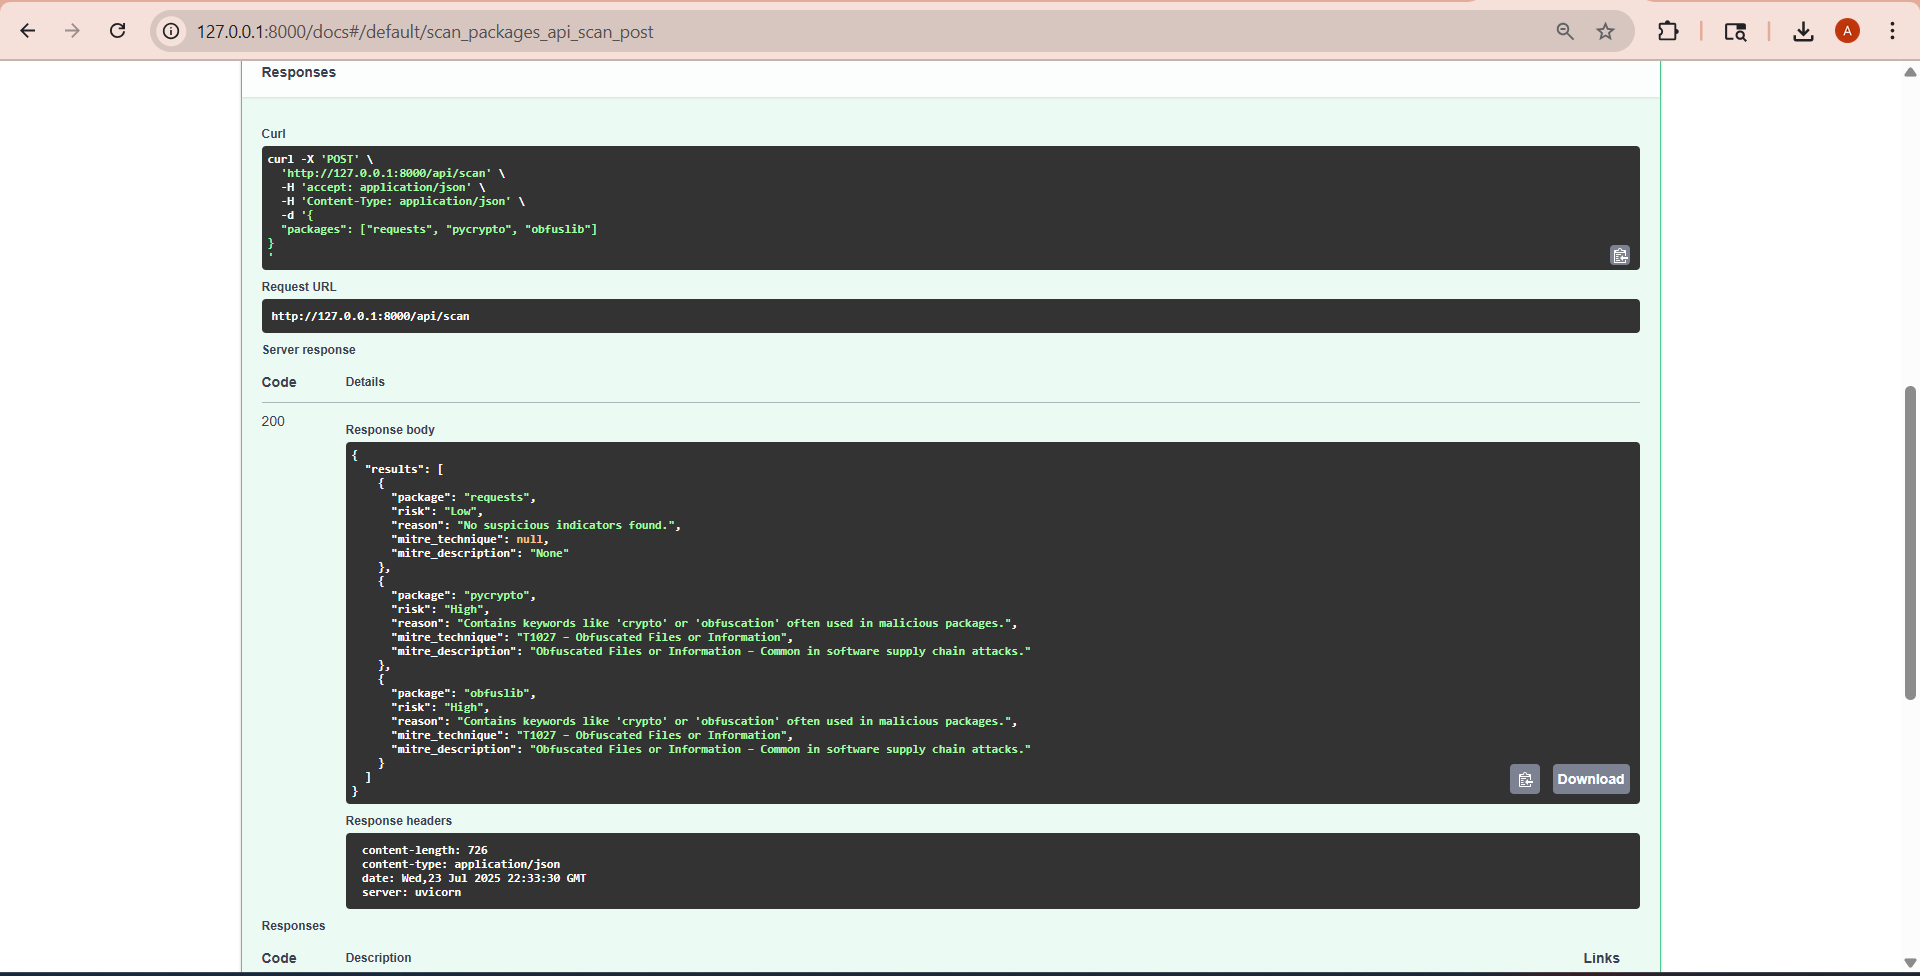 127.0.0.1:8000/docs#/default/scan_packages_api_scan_post
A
Responses
Curl
curl -X 'POST' \
  'http://127.0.0.1:8000/api/scan' \
  -H 'accept: application/json' \
  -H 'Content-Type: application/json' \
  -d '{
  "packages": ["requests", "pycrypto", "obfuslib"]
}
'
Request URL
http://127.0.0.1:8000/api/scan
Server response
Code Details
200
Response body
{
  "results": [
    {
      "package": "requests",
      "risk": "Low",
      "reason": "No suspicious indicators found.",
      "mitre_technique": null,
      "mitre_description": "None"
    },
    {
      "package": "pycrypto",
      "risk": "High",
      "reason": "Contains keywords like 'crypto' or 'obfuscation' often used in malicious packages.",
      "mitre_technique": "T1027 - Obfuscated Files or Information",
      "mitre_description": "Obfuscated Files or Information - Common in software supply chain attacks."
    },
    {
      "package": "obfuslib",
      "risk": "High",
      "reason": "Contains keywords like 'crypto' or 'obfuscation' often used in malicious packages.",
      "mitre_technique": "T1027 - Obfuscated Files or Information",
      "mitre_description": "Obfuscated Files or Information - Common in software supply chain attacks."
    }
  ]
}
Download
Response headers
content-length: 726
content-type: application/json
date: Wed,23 Jul 2025 22:33:30 GMT
server: uvicorn
Responses
Code Description Links